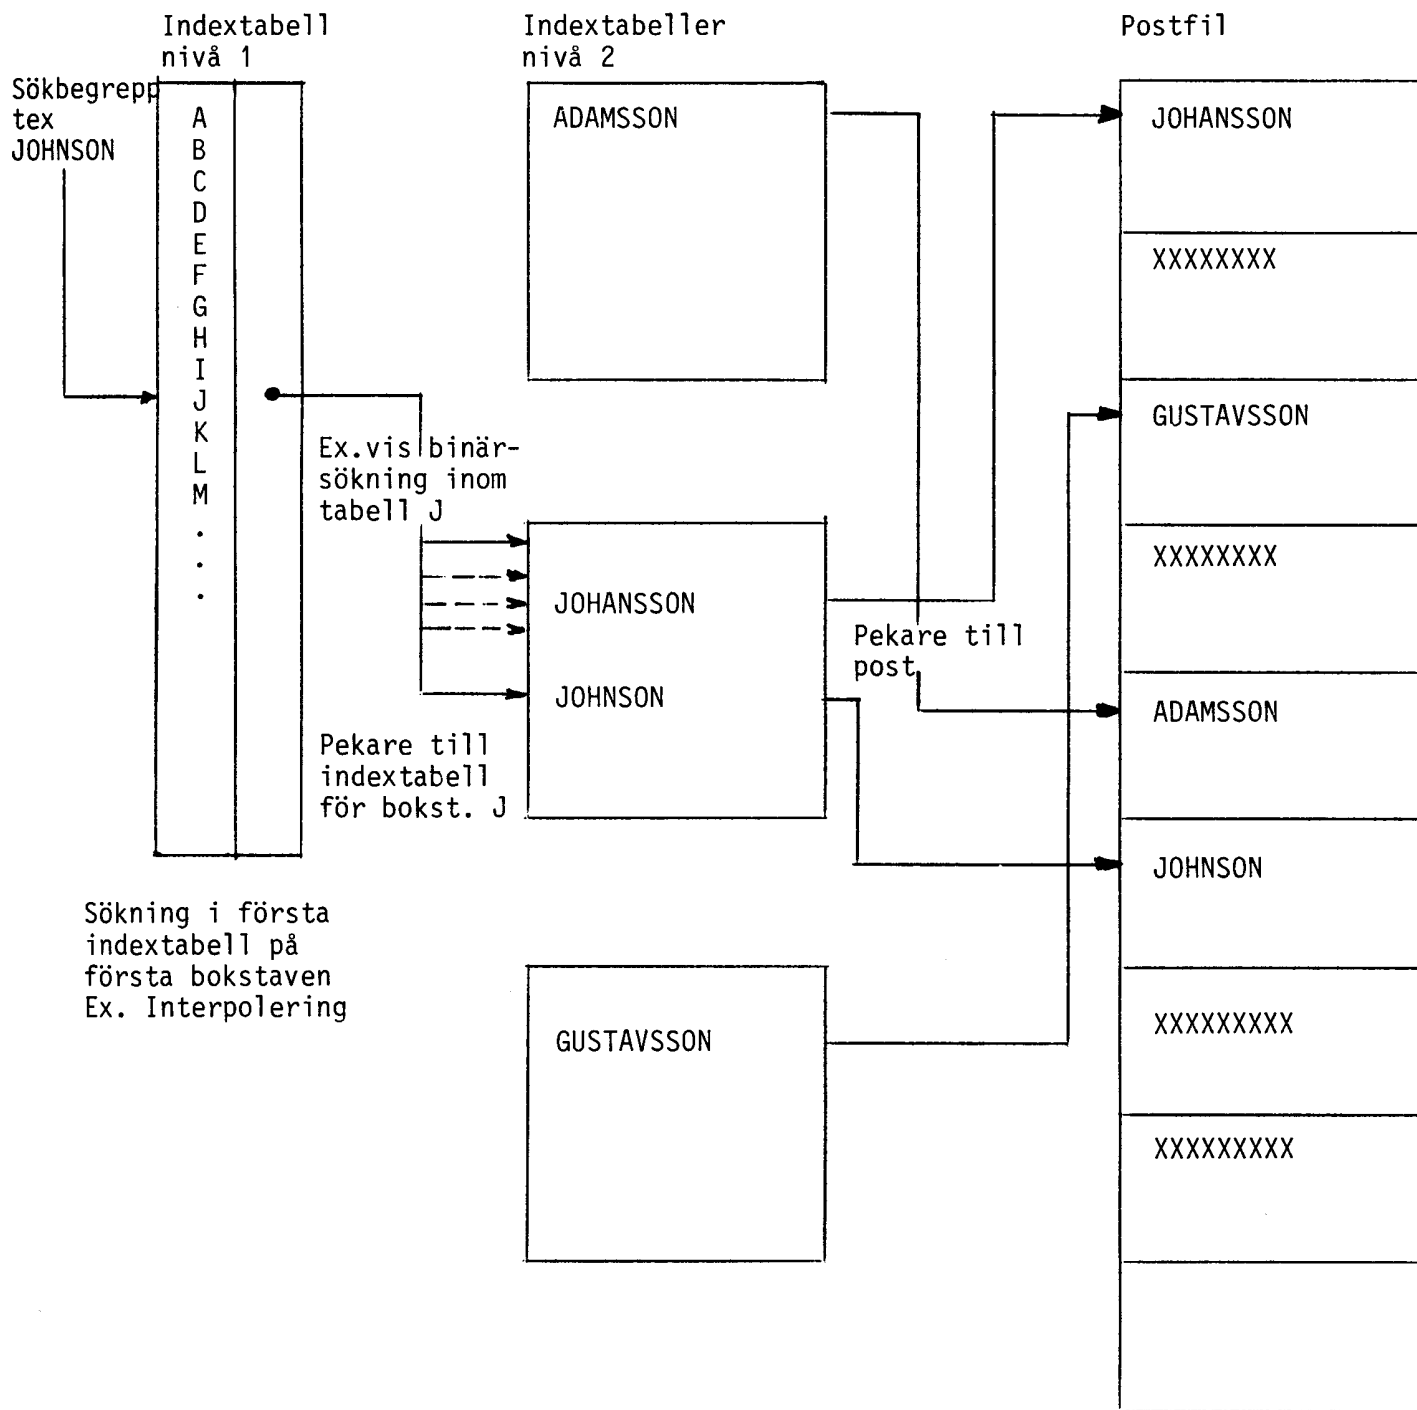 Indextabell
nivå 1
Indextabeller
nivå 2
Postfil
Sökbegrepp
tex
JOHNSON
A
B
C
D
E
F
G
H
I
J
K
L
M
.
.
.
Ex.vis binär-
sökning inom
tabell J
Pekare till
indextabell
för bokst. J
Sökning i första
indextabell på
första bokstaven
Ex. Interpolering
ADAMSSON
JOHANSSON
JOHNSON
GUSTAVSSON
Pekare till
post
JOHANSSON
XXXXXXXX
GUSTAVSSON
XXXXXXXX
ADAMSSON
JOHNSON
XXXXXXXXX
XXXXXXXXX